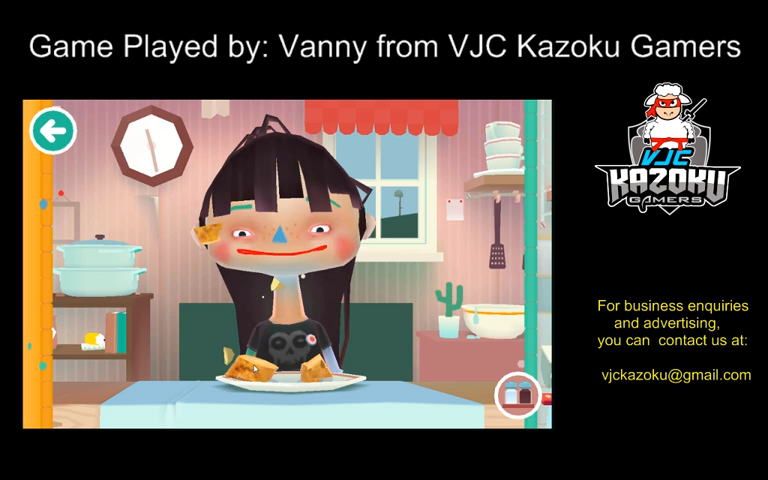 Game Played by: Vanny from VJC Kazoku Gamers
VJC
KAZOKU
GAMERS
For business enquiries
and advertising,
you can contact us at:
vjckazoku@gmail.com